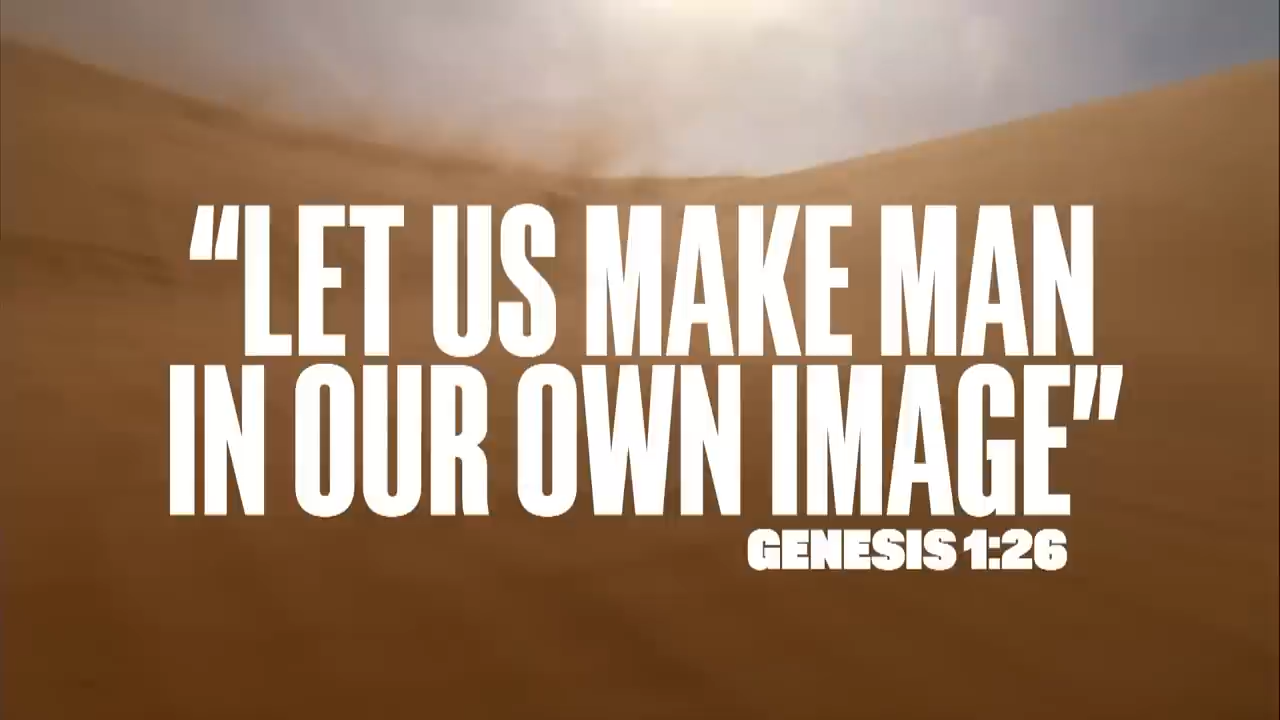 “LET US MAKE MAN
IN OUR OWN IMAGE”
GENESIS 1:26